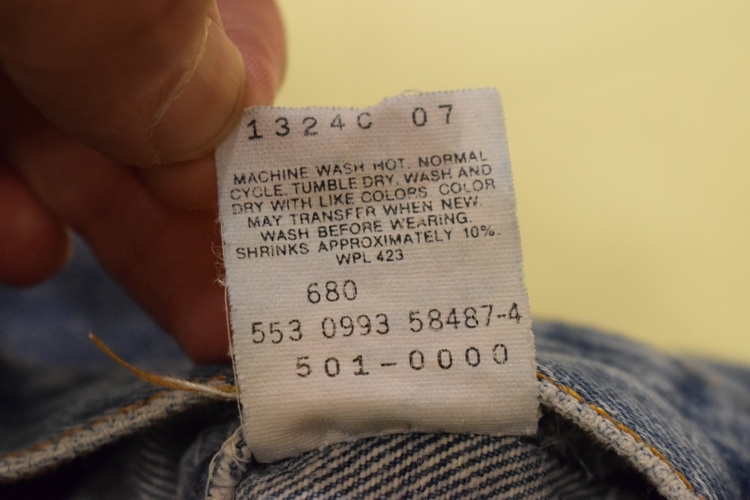 1324C 07
MACHINE WASH HOT, NORMAL
CYCLE, TUMBLE DRY, WASH AND
DRY WITH LIKE COLORS. COLOR
MAY TRANSFER WHEN NEW.
WASH BEFORE WEARING.
SHRINKS APPROXIMATELY 10%.
WPL 423
680
553 0993 58487-4
501-0000